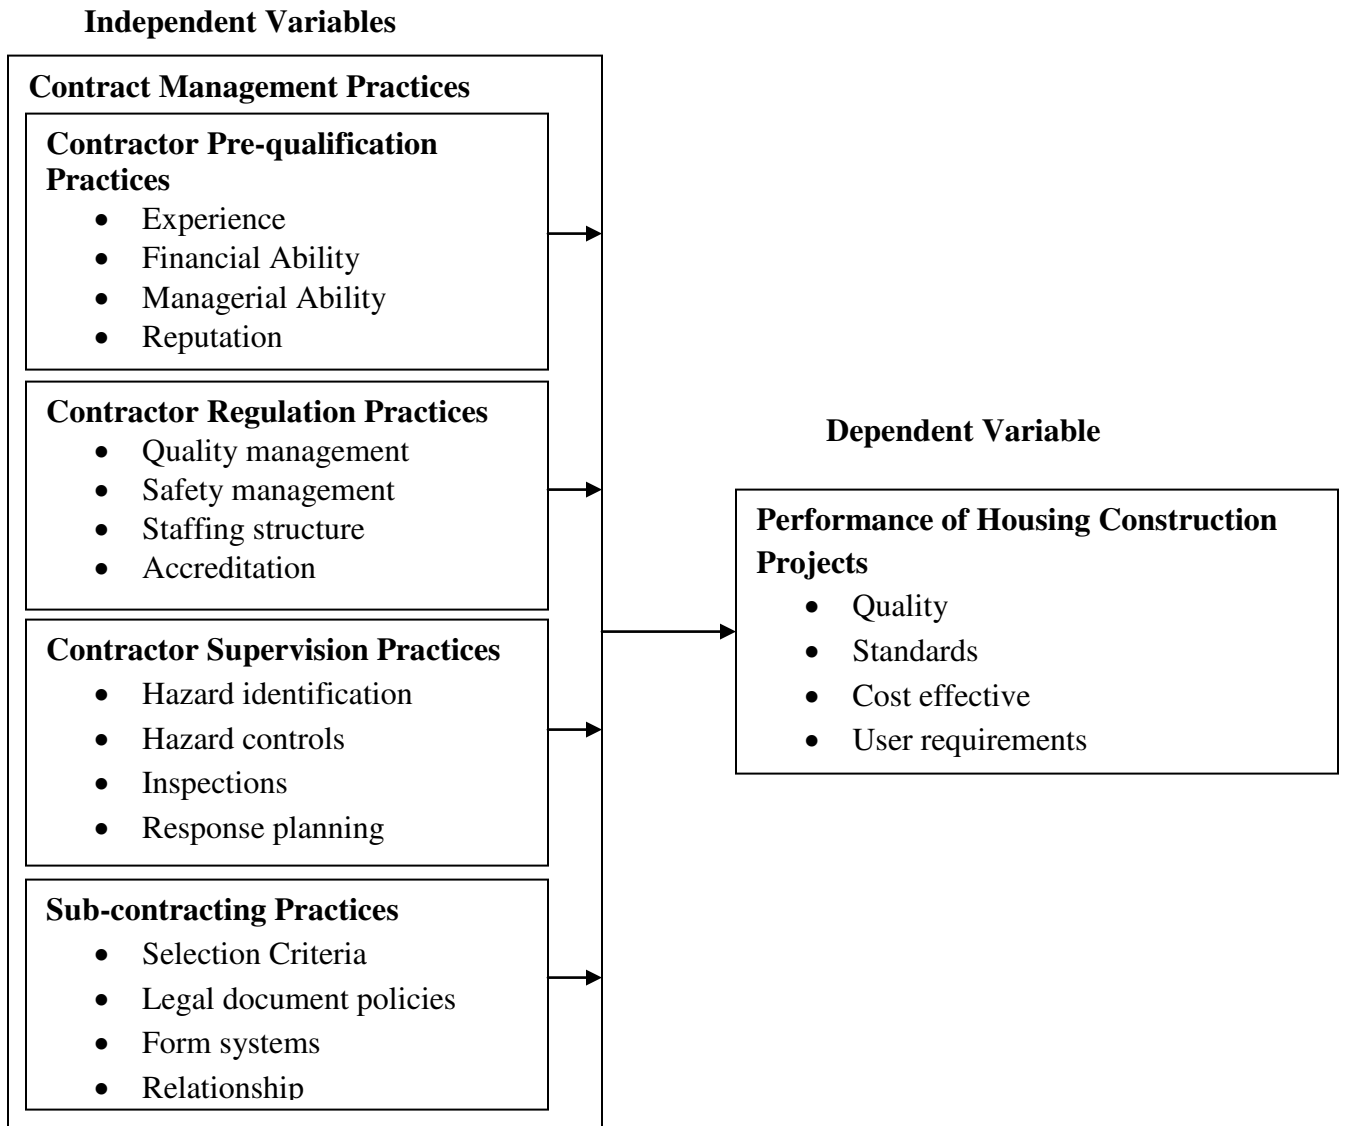 Independent Variables
Contract Management Practices
Contractor Pre-qualification
Practices
• Experience
• Financial Ability
• Managerial Ability
• Reputation
Contractor Regulation Practices
• Quality management
• Safety management
• Staffing structure
• Accreditation
Contractor Supervision Practices
• Hazard identification
• Hazard controls
• Inspections
• Response planning
Sub-contracting Practices
• Selection Criteria
• Legal document policies
• Form systems
• Relationship
Dependent Variable
Performance of Housing Construction
Projects
• Quality
• Standards
• Cost effective
• User requirements